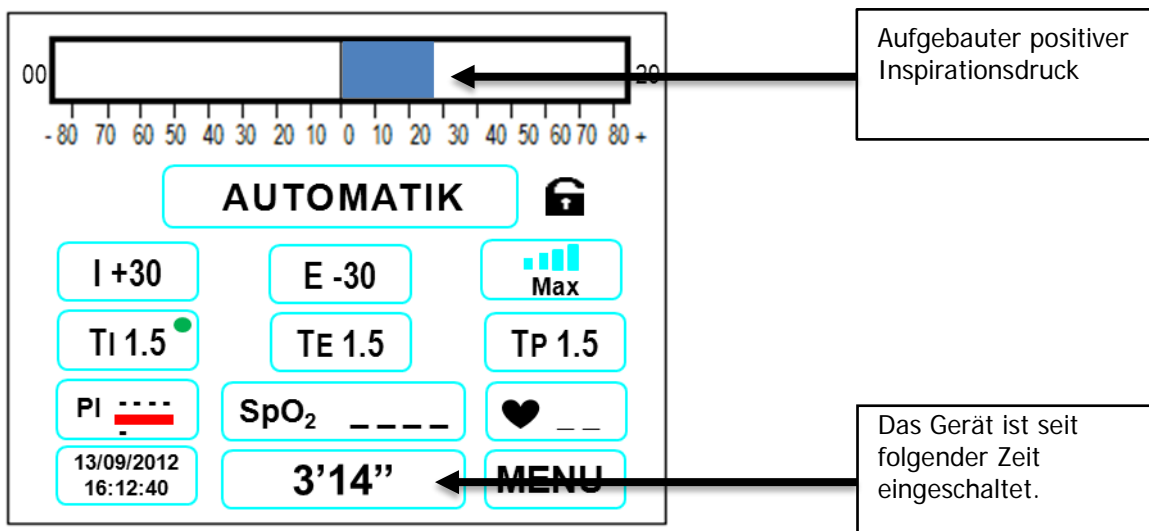 Aufgebauter positiver
Inspirationsdruck
00 20
- 80 70 60 50 40 30 20 10 0 10 20 30 40 50 60 70 80 +
AUTOMATIK
I +30 E -30 Max
TI 1.5 TE 1.5 TP 1.5
PI - - - - -
SpO₂ _ _ _ _
_ _
13/09/2012
16:12:40
3’14” MENU
Das Gerät ist seit
folgender Zeit
eingeschaltet.